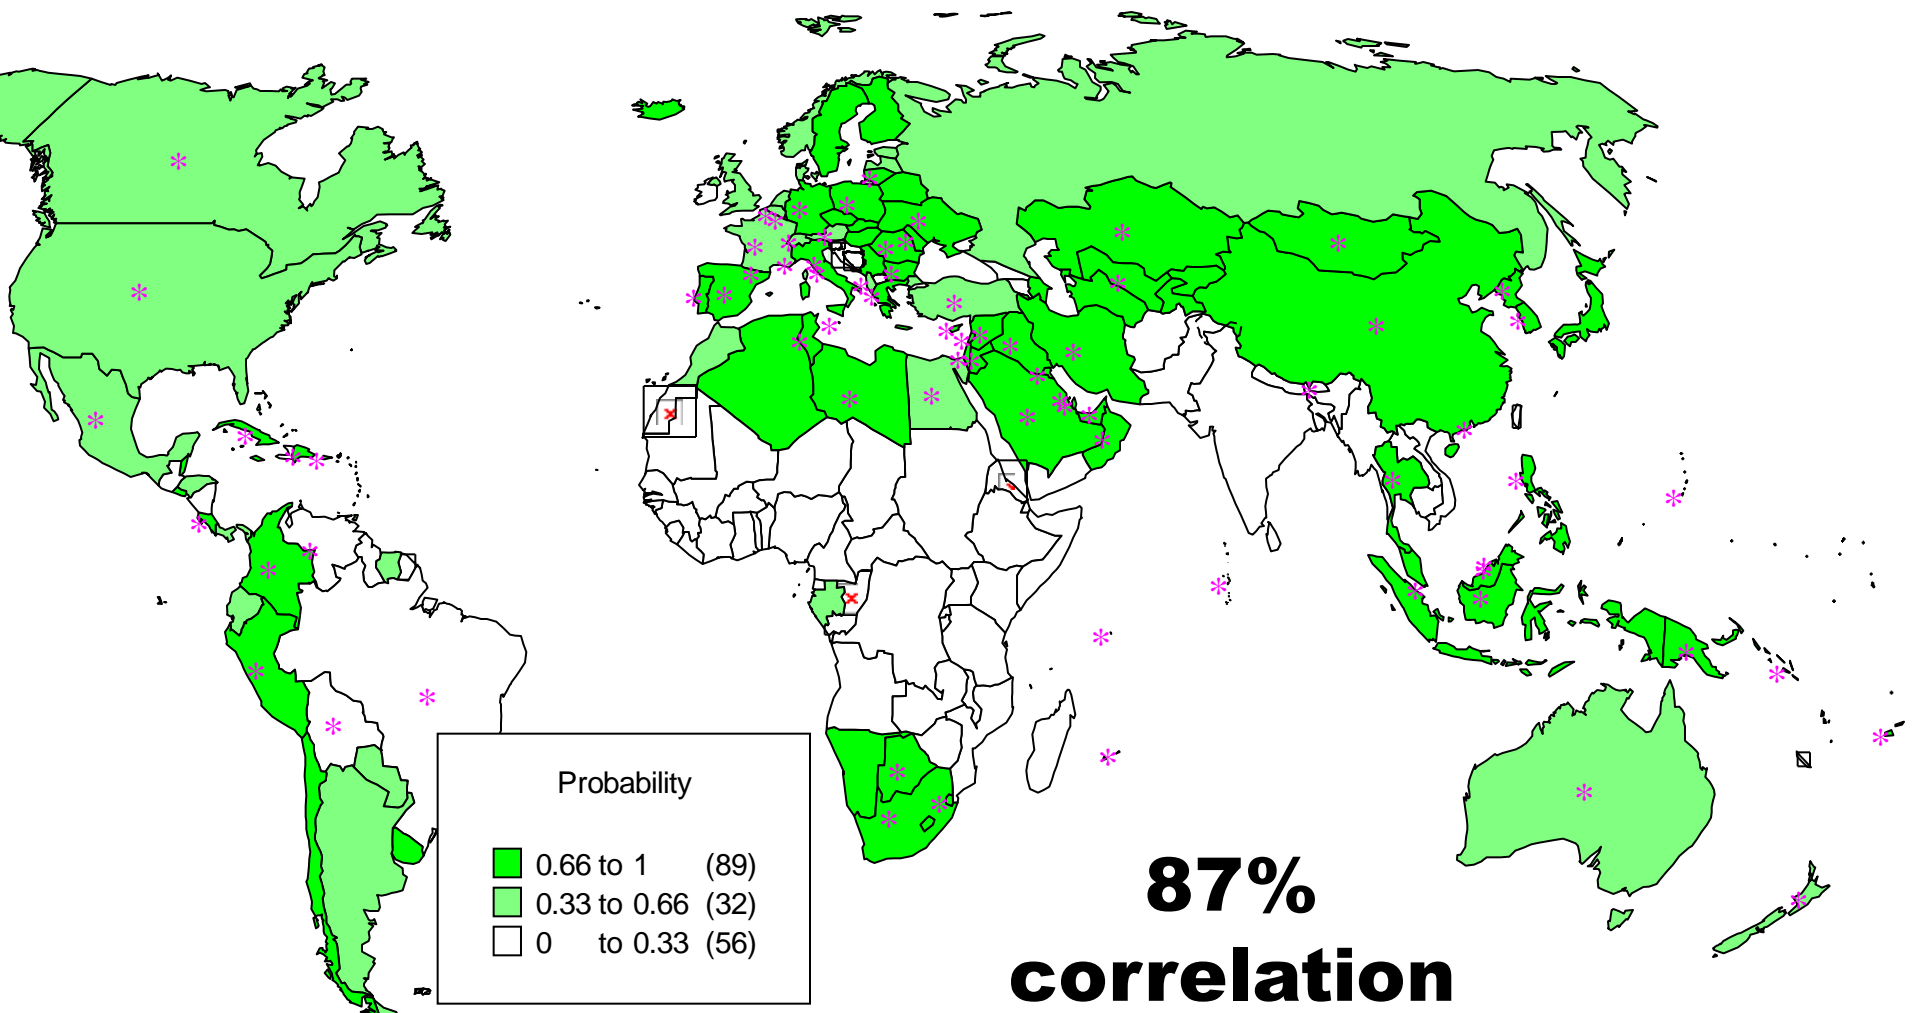 Probability
0.66 to 1 (89)
0.33 to 0.66 (32)
0 to 0.33 (56)
87%
correlation